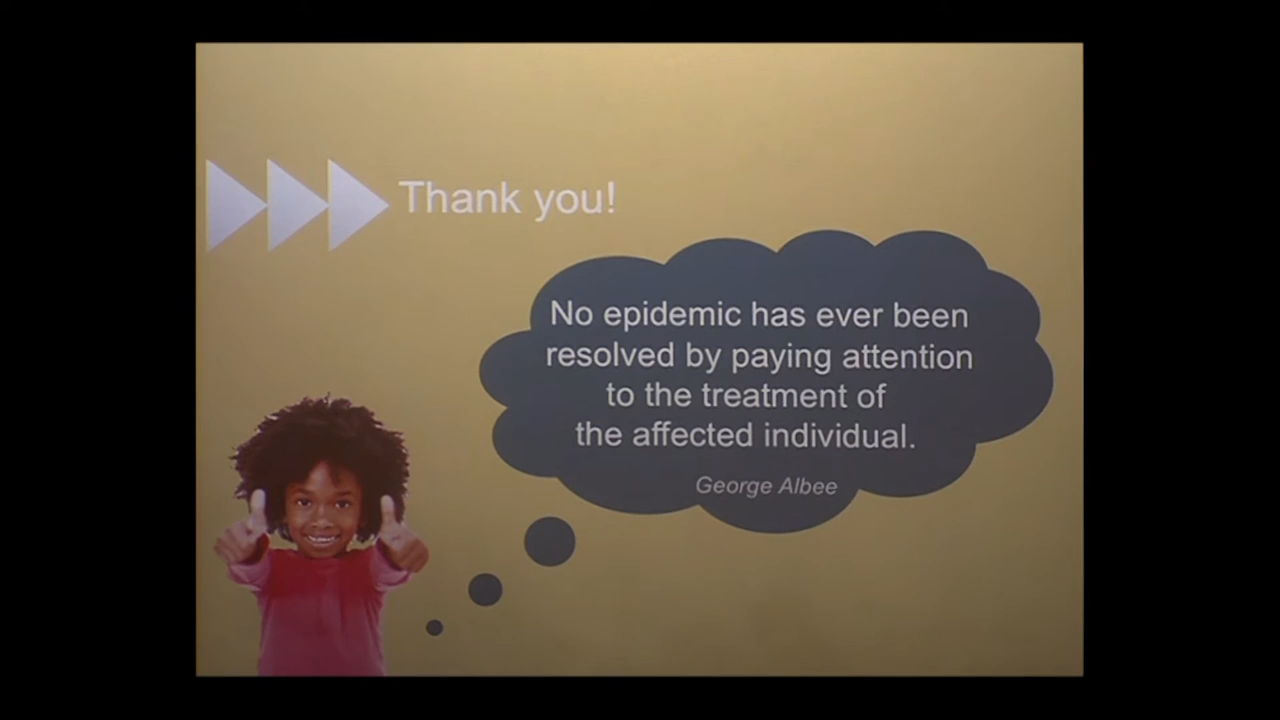 Thank you!
No epidemic has ever been
resolved by paying attention
to the treatment of
the affected individual.
George Albee